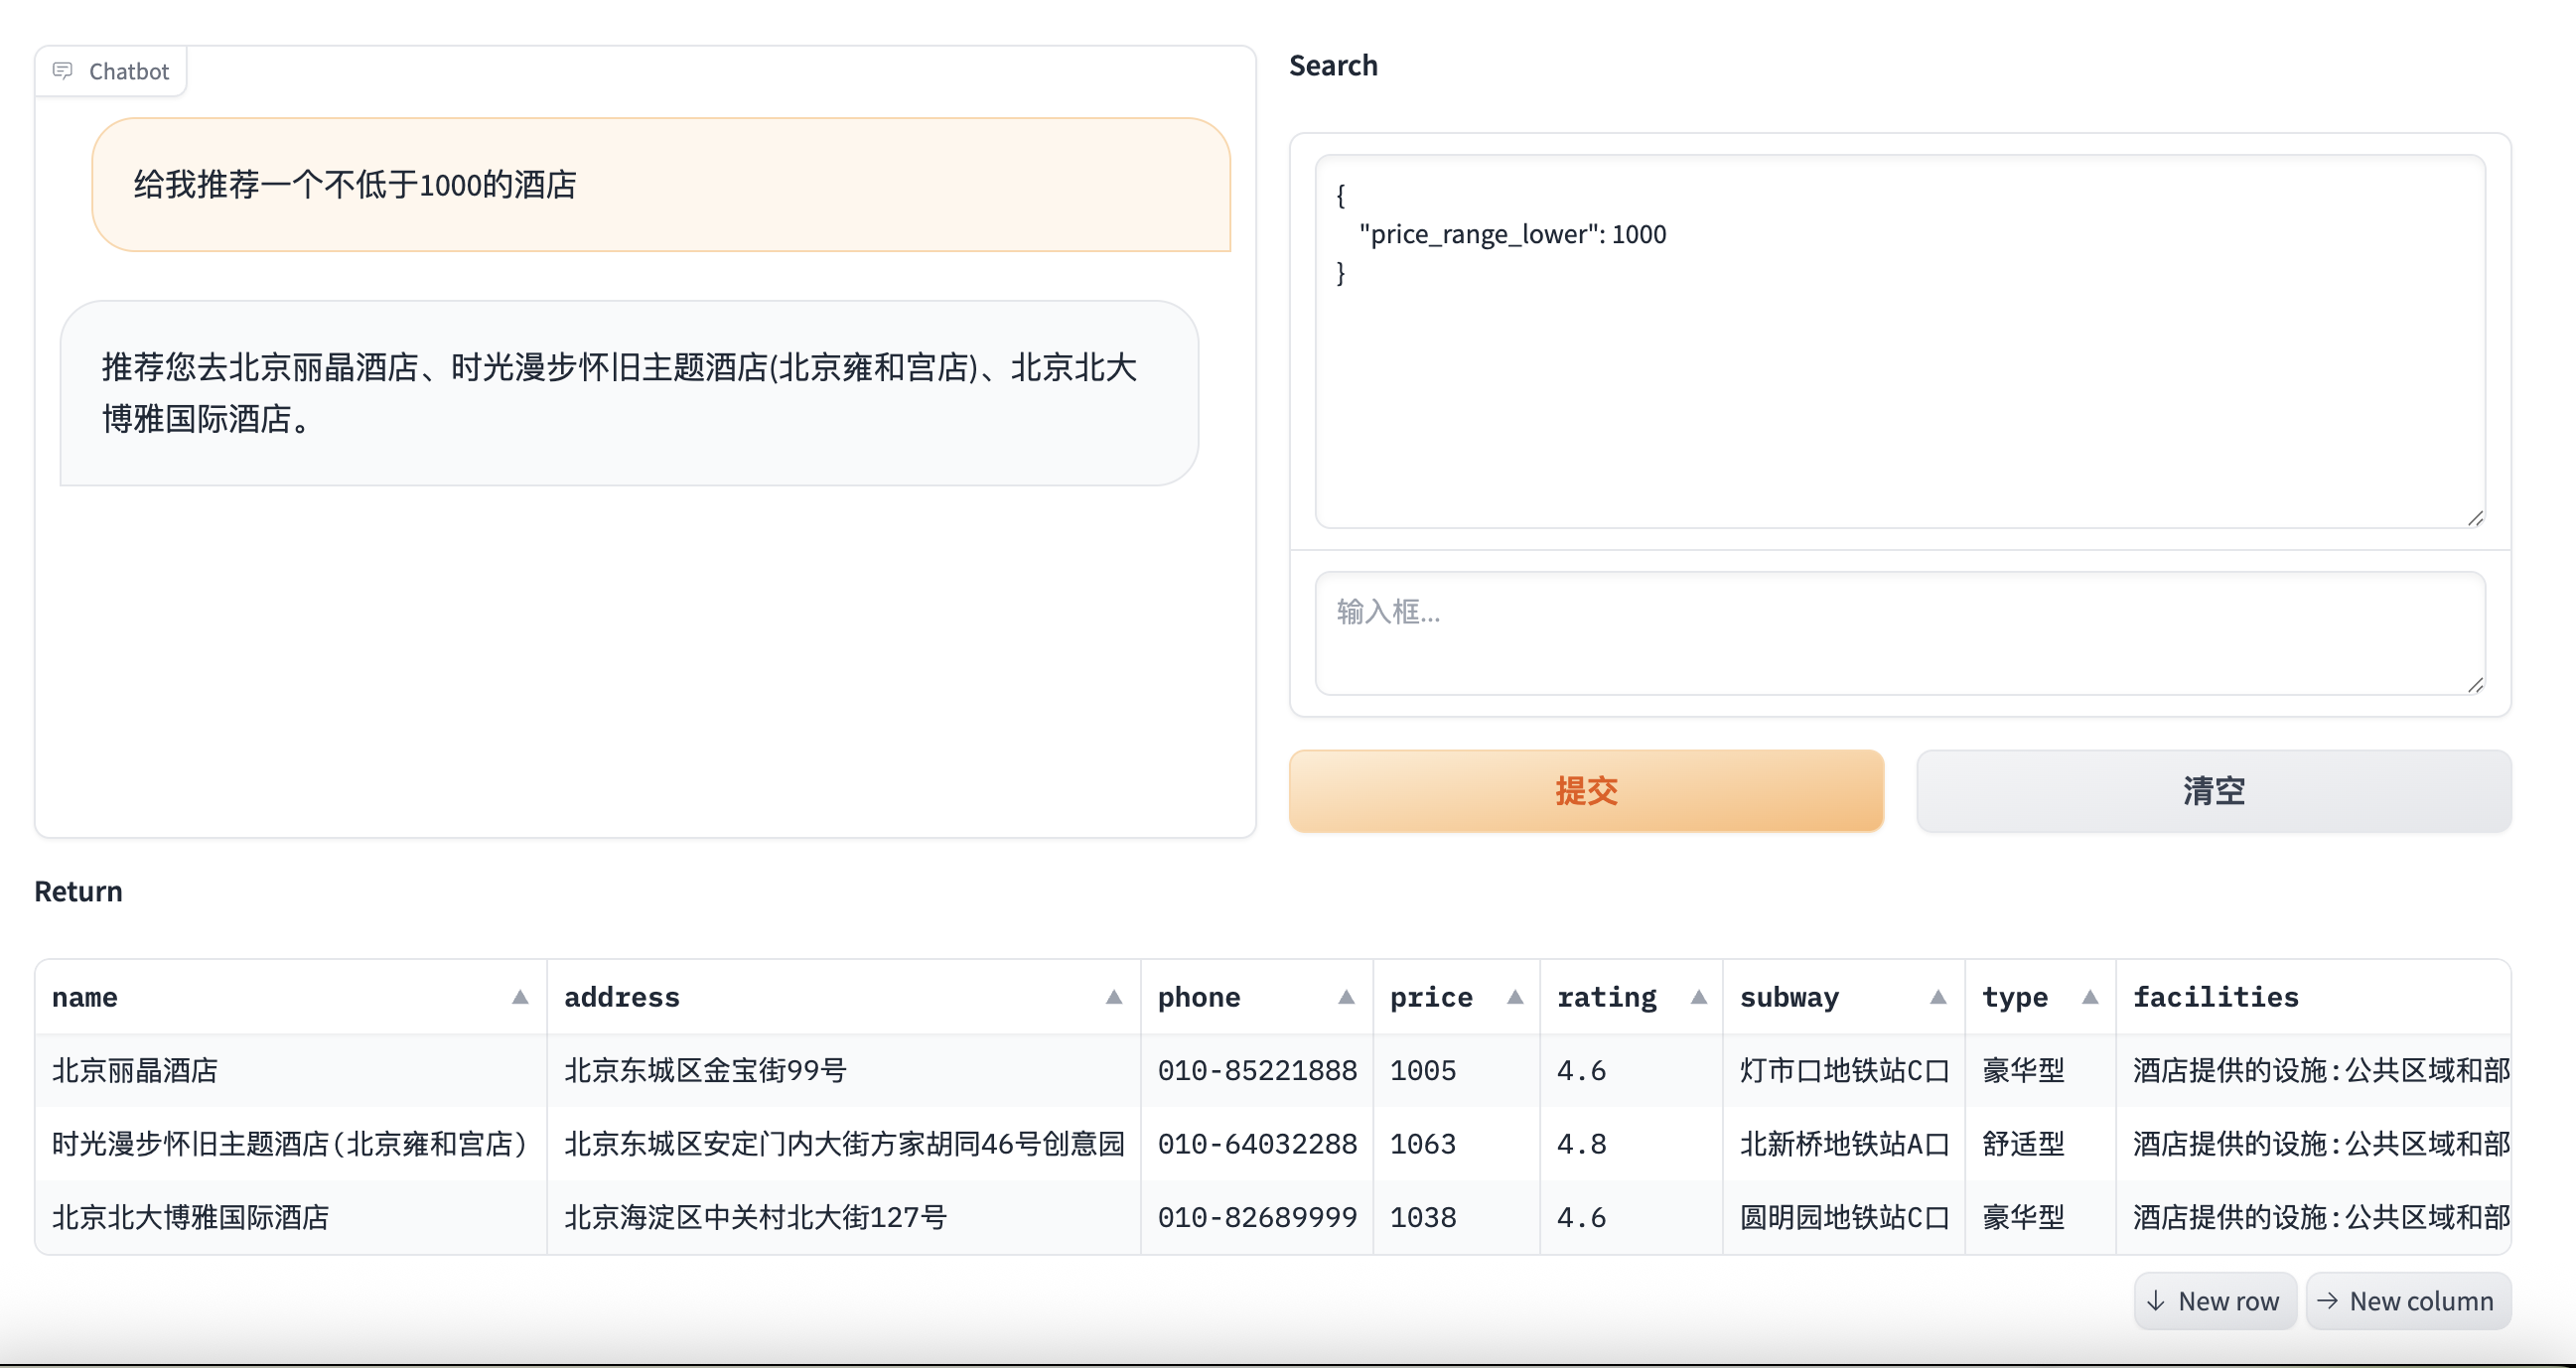 Chatbot
给我推荐一个不低于1000的酒店
推荐您去北京丽晶酒店、时光漫步怀旧主题酒店(北京雍和宫店)、北京北大
博雅国际酒店。
Search
{
"price_range_lower": 1000
}
输入框...
提交 清空
Return
name address phone price rating subway type facilities
北京丽晶酒店 北京东城区金宝街99号 010-85221888 1005 4.6 灯市口地铁站C口 豪华型 酒店提供的设施:公共区域和部
时光漫步怀旧主题酒店(北京雍和宫店) 北京东城区安定门内大街方家胡同46号创意园 010-64032288 1063 4.8 北新桥地铁站A口 舒适型 酒店提供的设施:公共区域和部
北京北大博雅国际酒店 北京海淀区中关村北大街127号 010-82689999 1038 4.6 圆明园地铁站C口 豪华型 酒店提供的设施:公共区域和部
New row New column